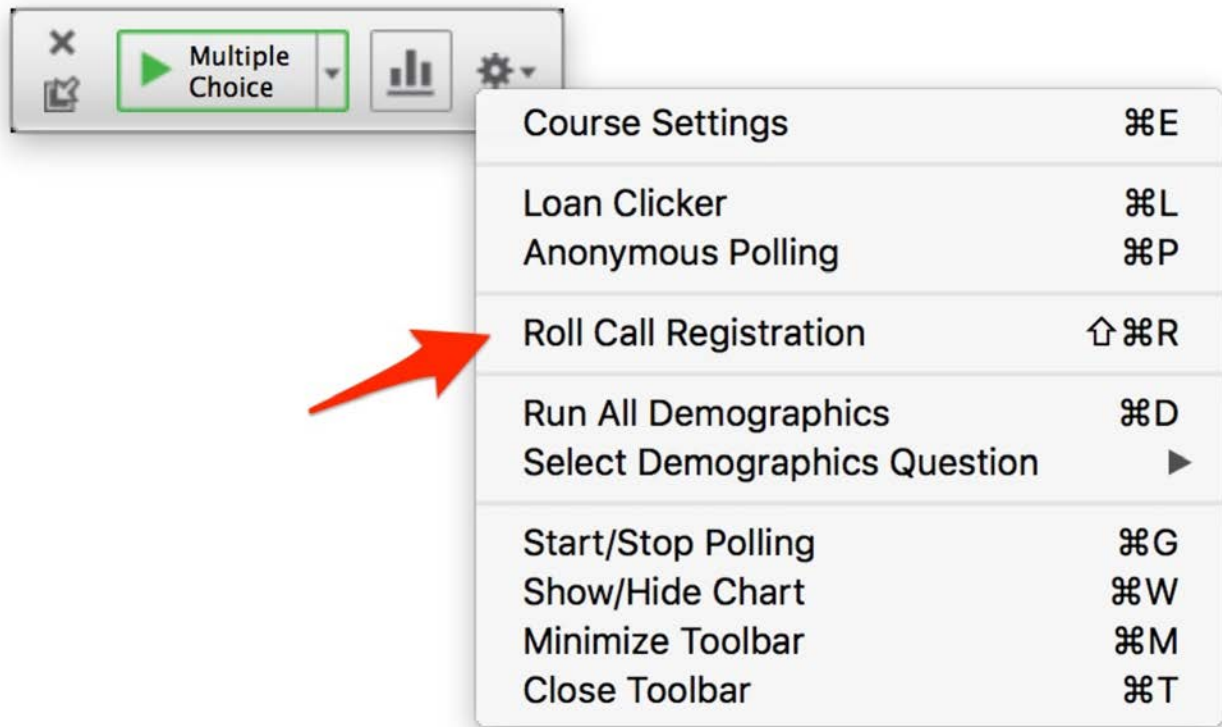 Multiple
Choice
Course Settings ⌘E
Loan Clicker ⌘L
Anonymous Polling ⌘P
Roll Call Registration ⇧⌘R
Run All Demographics ⌘D
Select Demographics Question
Start/Stop Polling ⌘G
Show/Hide Chart ⌘W
Minimize Toolbar ⌘M
Close Toolbar ⌘T